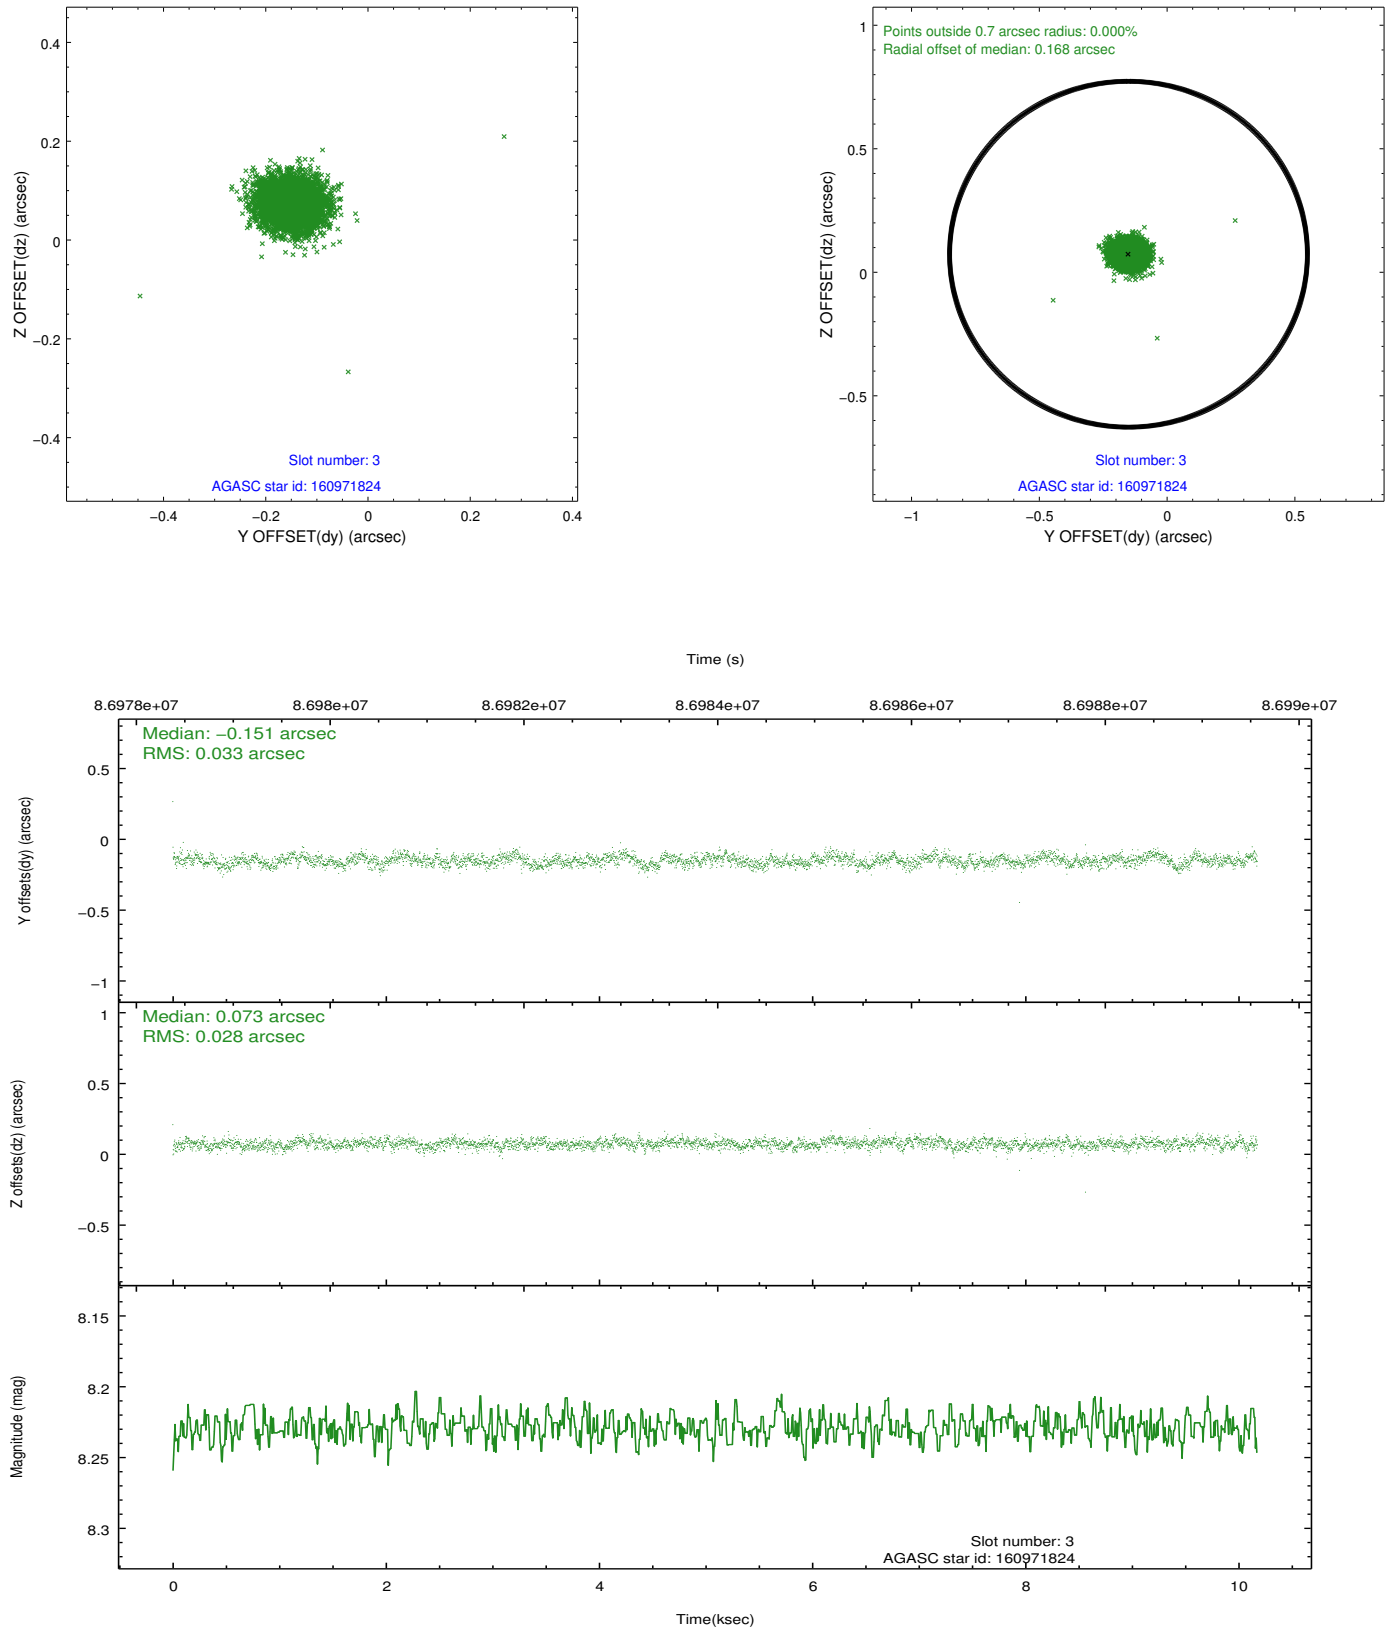 0.4
0.2
0
−0.2
−0.4
Z OFFSET(dz) (arcsec)
Slot number: 3
AGASC star id: 160971824
−0.4 −0.2 0 0.2 0.4
Y OFFSET(dy) (arcsec)
Points outside 0.7 arcsec radius: 0.000%
Radial offset of median: 0.168 arcsec
1
0.5
0
−0.5
Z OFFSET(dz) (arcsec)
Slot number: 3
AGASC star id: 160971824
−1 −0.5 0 0.5
Y OFFSET(dy) (arcsec)
Time (s)
8.6978e+07 8.698e+07 8.6982e+07 8.6984e+07 8.6986e+07 8.6988e+07 8.699e+07
Median: −0.151 arcsec
RMS: 0.033 arcsec
0.5
0
−0.5
−1
Y offsets(dy) (arcsec)
Median: 0.073 arcsec
RMS: 0.028 arcsec
1
0.5
0
−0.5
Z offsets(dz) (arcsec)
8.15
8.2
8.25
8.3
Magnitude (mag)
Slot number: 3
AGASC star id: 160971824
0 2 4 6 8 10
Time(ksec)